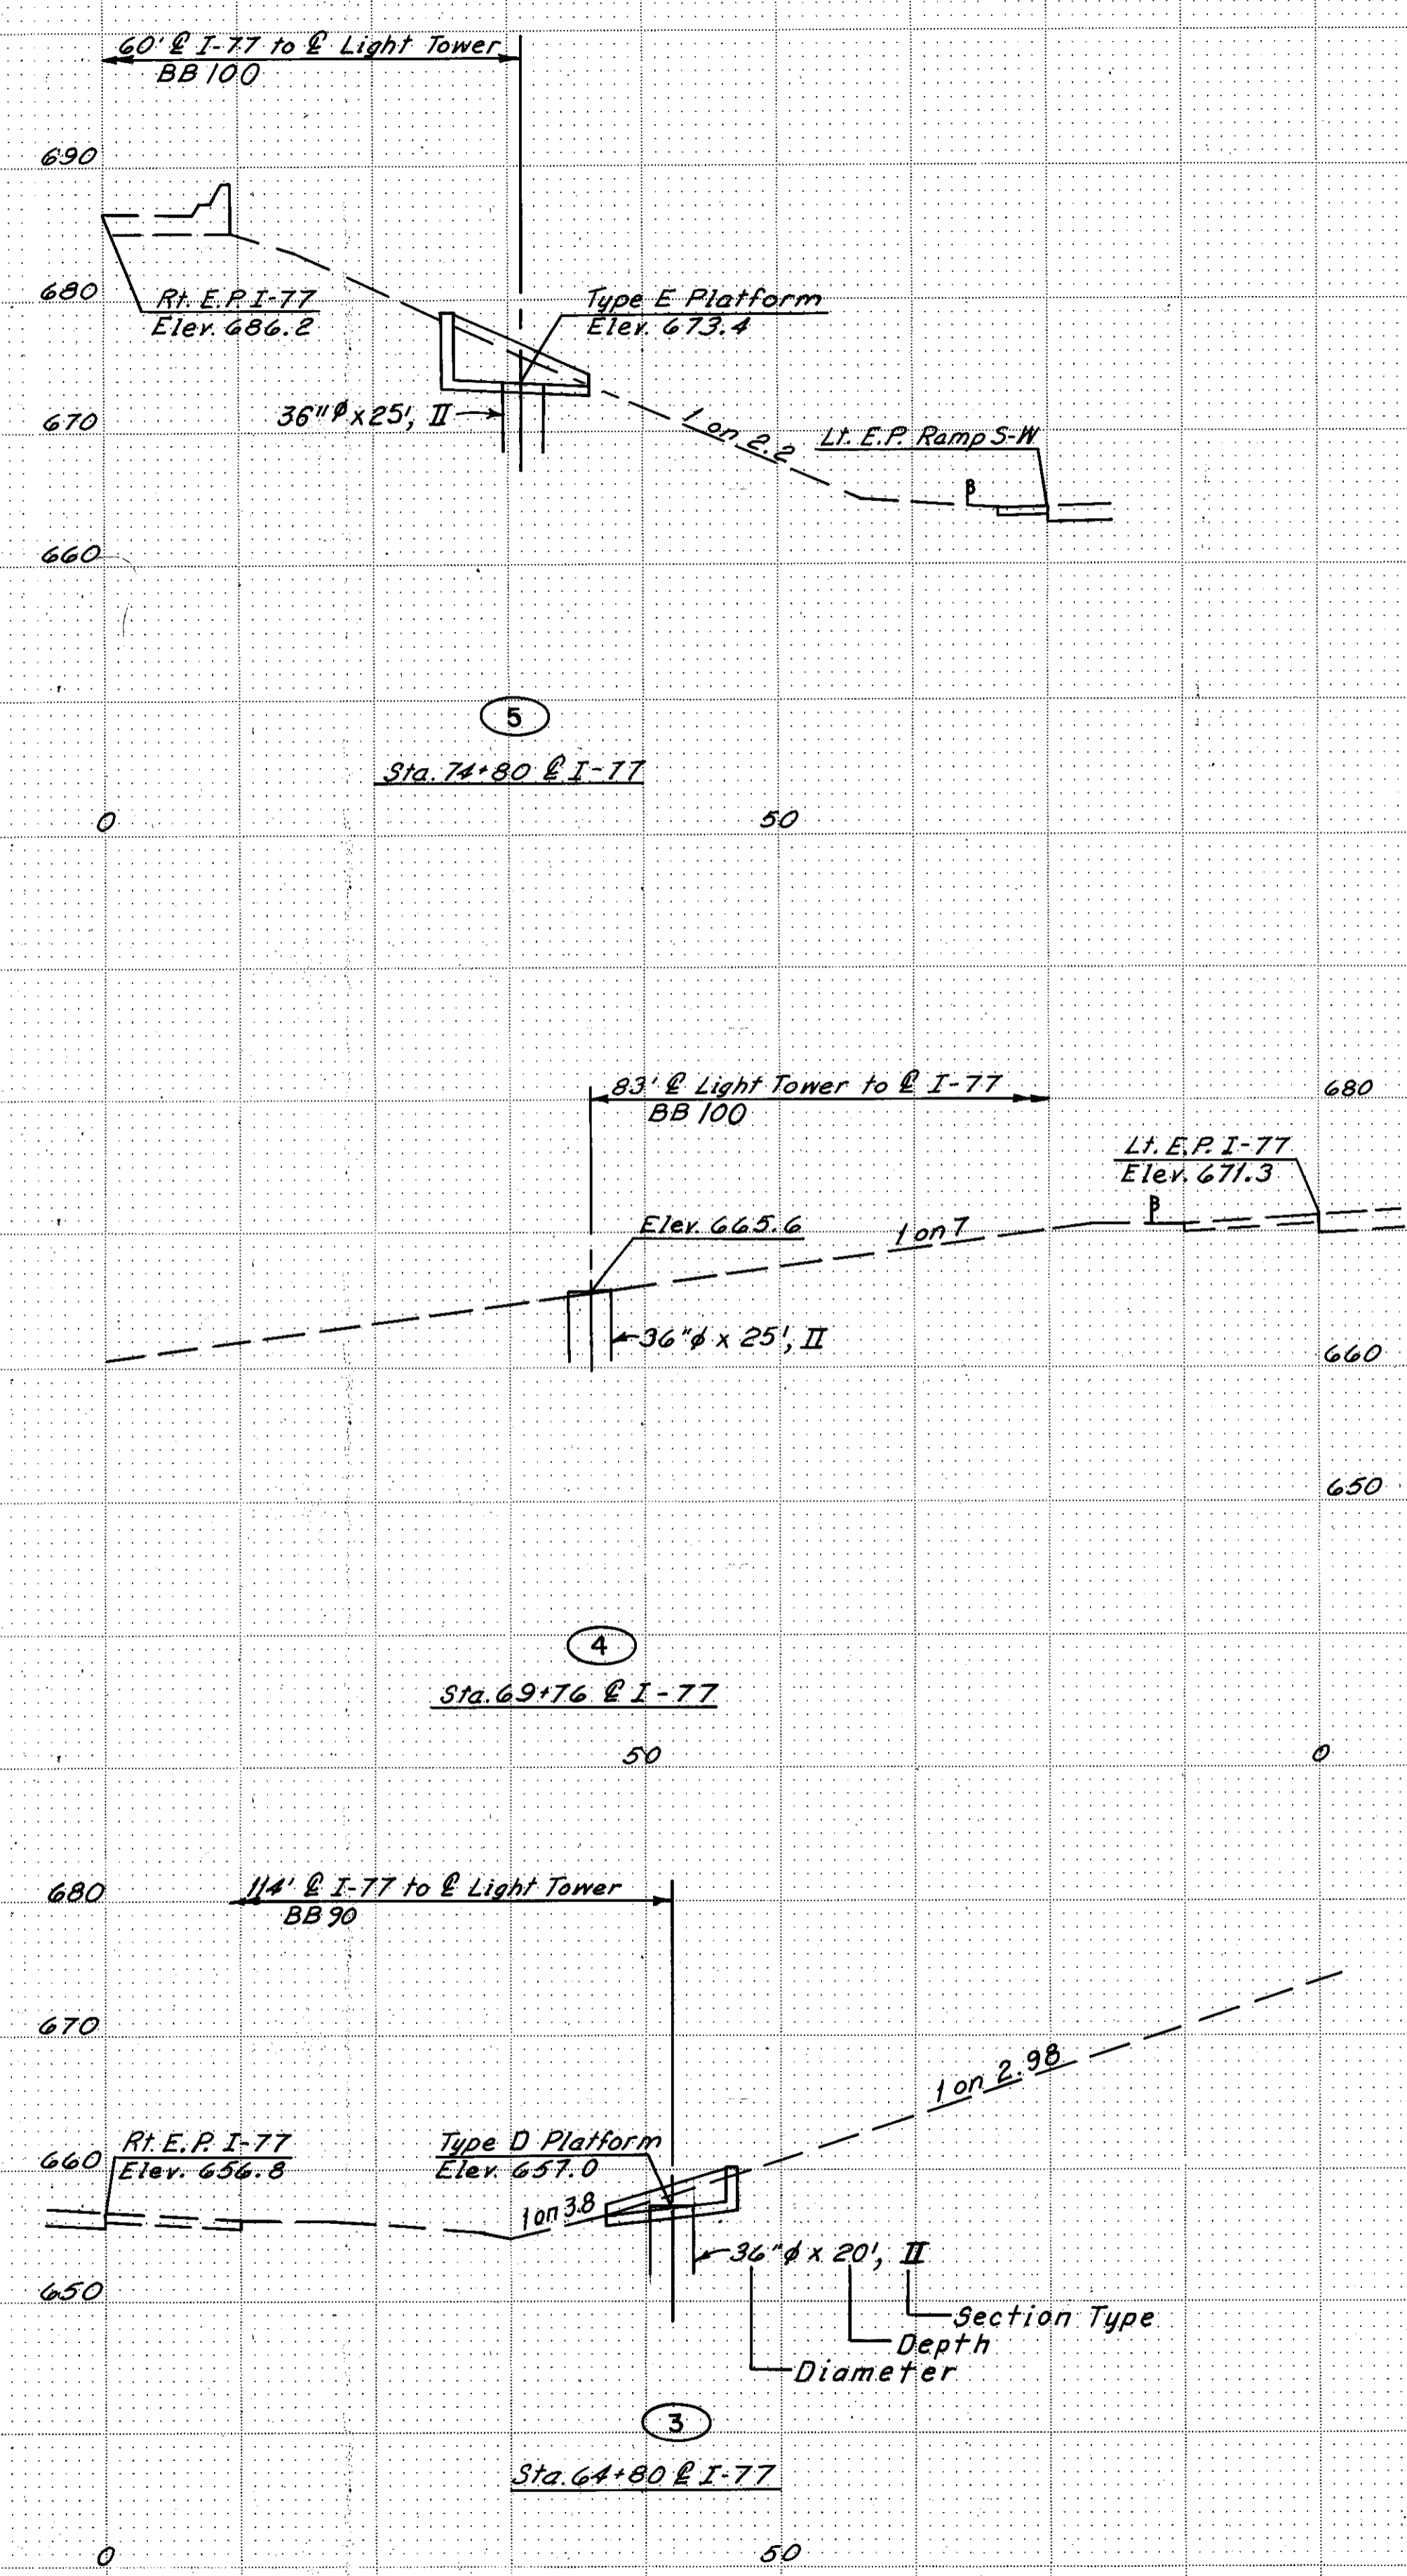 60' ℄ I-77 to ℄ Light Tower
BB 100
690
680
Rt. E.P. I-77
Elev. 686.2
Type E Platform
Elev. 673.4
36"ø x 25', II
670
1 on 2.2
Lt. E.P. Ramp S-W
660
5
Sta. 74+80 ℄ I-77
0
50
83' ℄ Light Tower to ℄ I-77
BB 100
680
Lt. E.P. I-77
Elev. 671.3
Elev. 665.6
1 on 7
36"ø x 25', II
660
650
4
Sta. 69+76 ℄ I-77
50
0
680
114' ℄ I-77 to ℄ Light Tower
BB 90
670
1 on 2.98
660
Rt. E.P. I-77
Elev. 656.8
Type D Platform
Elev. 657.0
1 on 3.8
36"ø x 20', II
650
Section Type
Depth
Diameter
3
Sta. 64+80 ℄ I-77
0
50